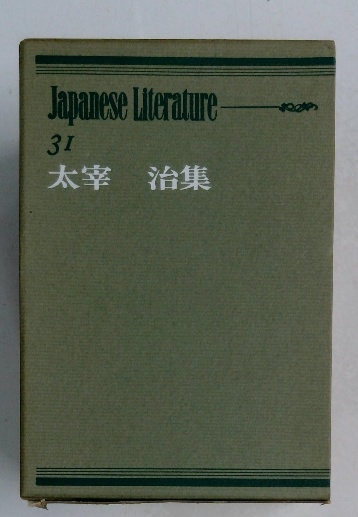 Japanese Literature
31
太宰　治集